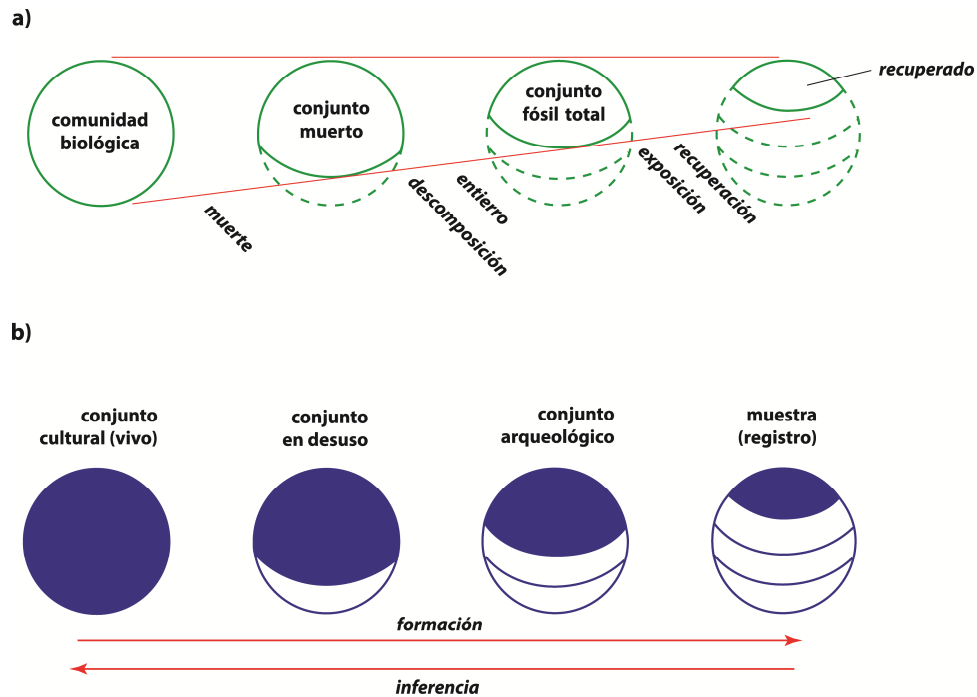 a)
recuperado
comunidad
biológica
conjunto
muerto
conjunto
fósil total
muerte
descomposición
entierro
exposición
recuperación
b)
conjunto
cultural (vivo)
conjunto
en desuso
conjunto
arqueológico
muestra
(registro)
formación
inferencia